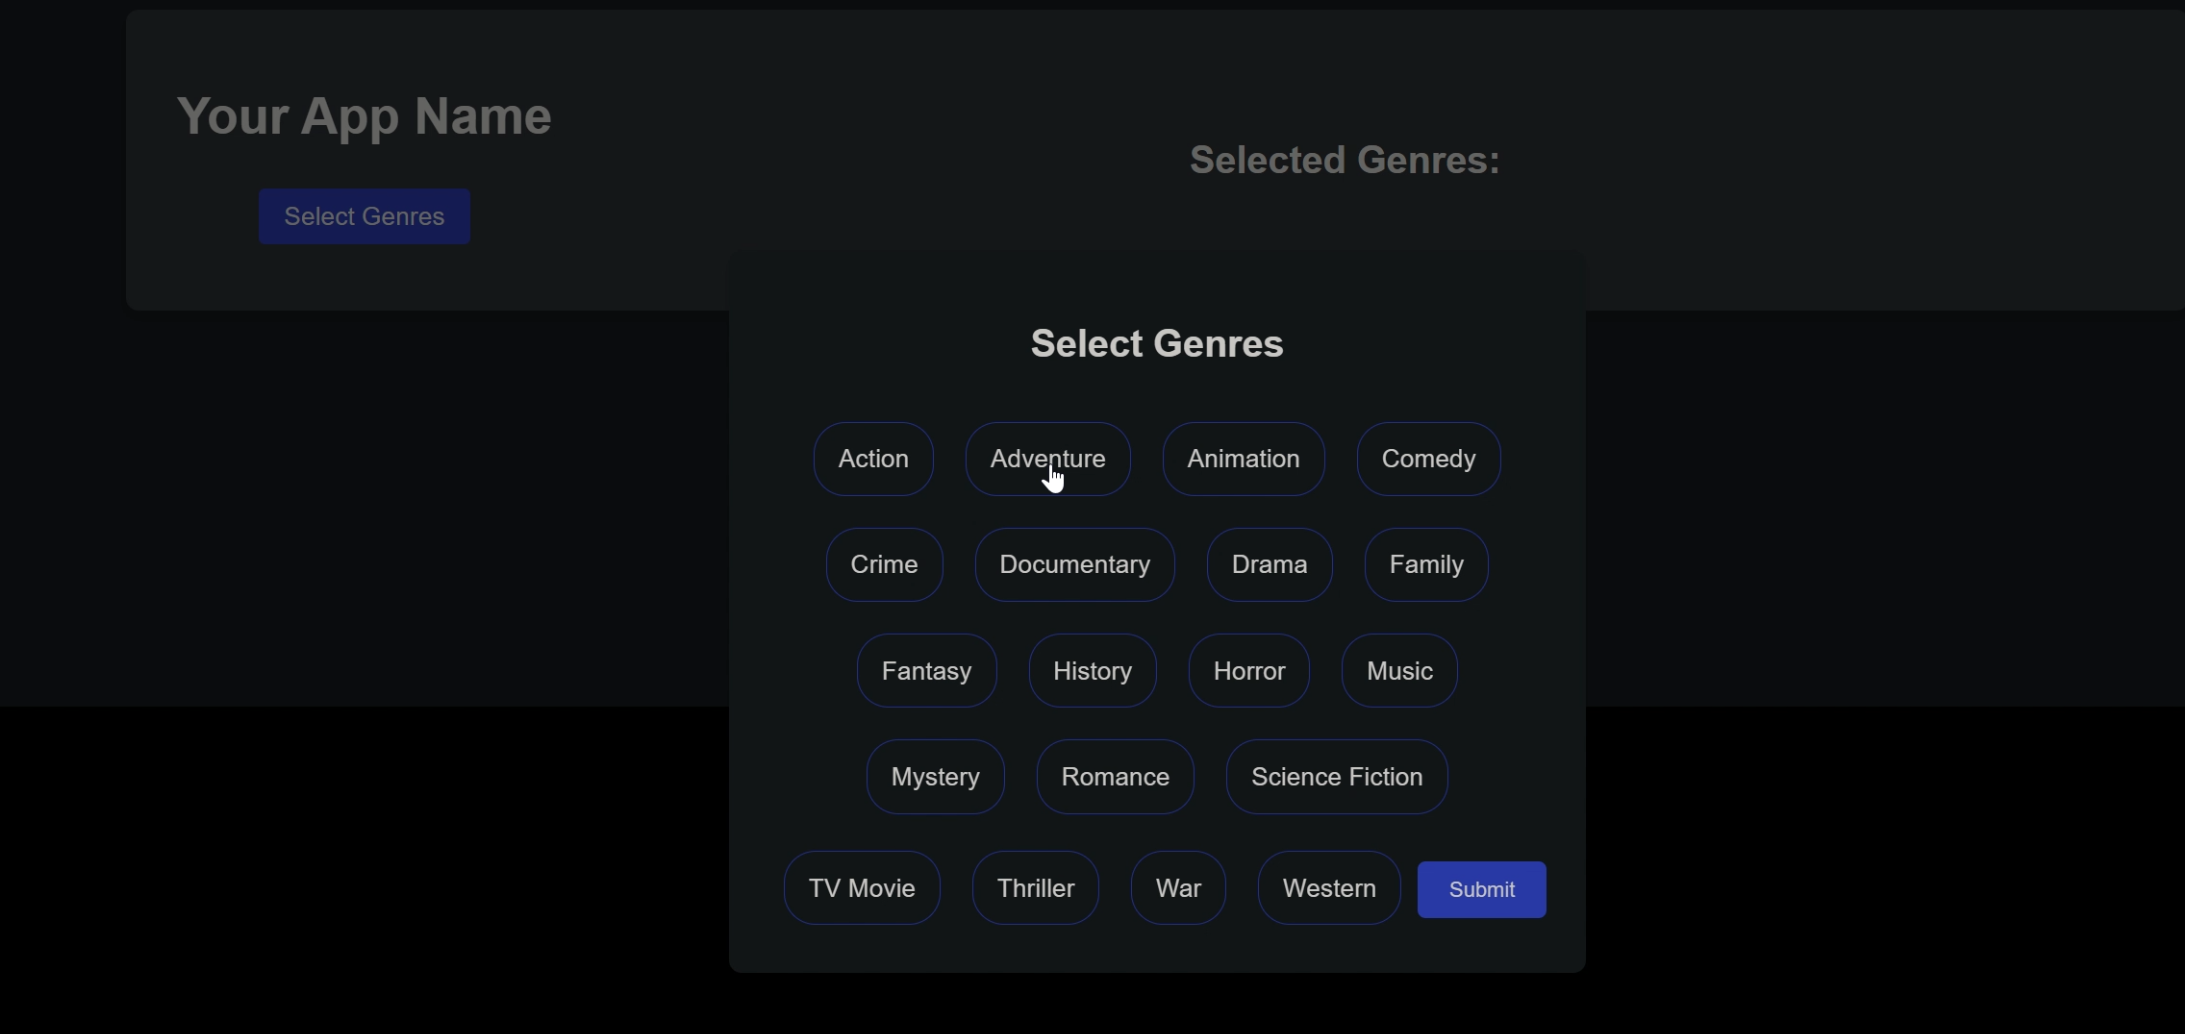 Your App Name
Selected Genres:
Select Genres
Select Genres
Action Adventure Animation Comedy
Crime Documentary Drama Family
Fantasy History Horror Music
Mystery Romance Science Fiction
TV Movie Thriller War Western Submit